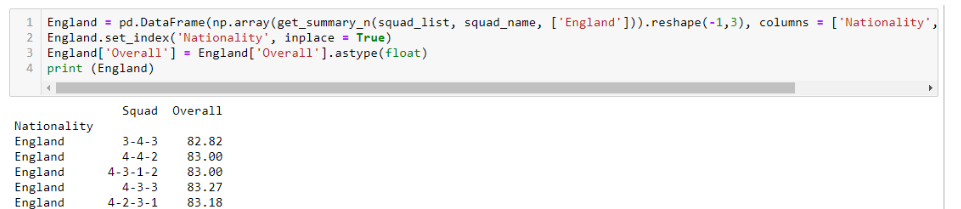 1 England = pd.DataFrame(np.array(get_summary_n(squad_list, squad_name, ['England'])).reshape(-1,3), columns = ['Nationality',
2 England.set_index('Nationality', inplace = True)
3 England['Overall'] = England['Overall'].astype(float)
4 print (England)
Squad Overall
Nationality
England 3-4-3 82.82
England 4-4-2 83.00
England 4-3-1-2 83.00
England 4-3-3 83.27
England 4-2-3-1 83.18